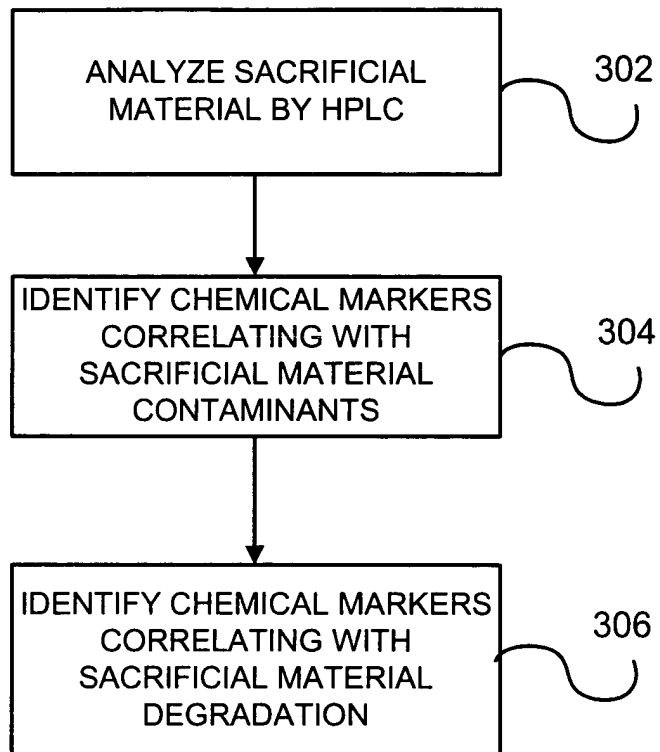 ANALYZE SACRIFICIAL
MATERIAL BY HPLC
302
IDENTIFY CHEMICAL MARKERS
CORRELATING WITH
SACRIFICIAL MATERIAL
CONTAMINANTS
304
IDENTIFY CHEMICAL MARKERS
CORRELATING WITH
SACRIFICIAL MATERIAL
DEGRADATION
306